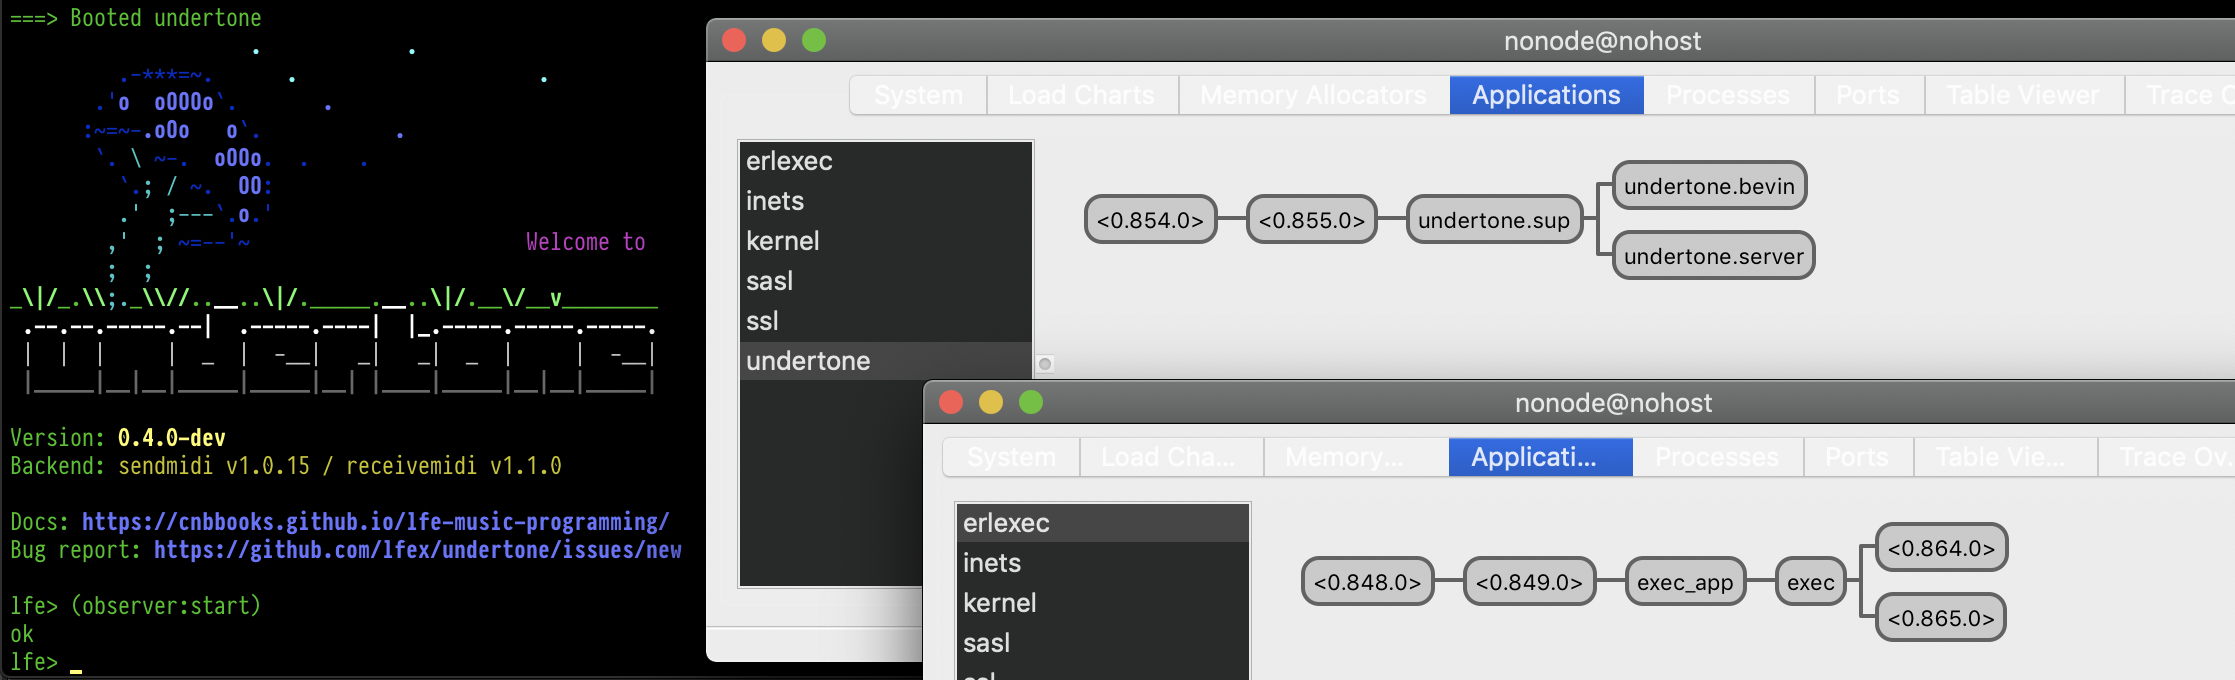 ===> Booted undertone
Welcome to
Version: 0.4.0-dev
Backend: sendmidi v1.0.15 / receivemidi v1.1.0
Docs: https://cnbbooks.github.io/lfe-music-programming/
Bug report: https://github.com/lfex/undertone/issues/new
lfe> (observer:start)
ok
lfe>
nonode@nohost
System Load Charts Memory Allocators Applications Processes Ports Table Viewer Trace
erlexec
inets
kernel
sasl
ssl
undertone
<0.854.0> <0.855.0> undertone.sup
undertone.bevin
undertone.server
nonode@nohost
System Load Cha... Memory... Applicati... Processes Ports Table Vie... Trace Ov.
erlexec
inets
kernel
sasl
<0.848.0> <0.849.0> exec_app exec
<0.864.0>
<0.865.0>